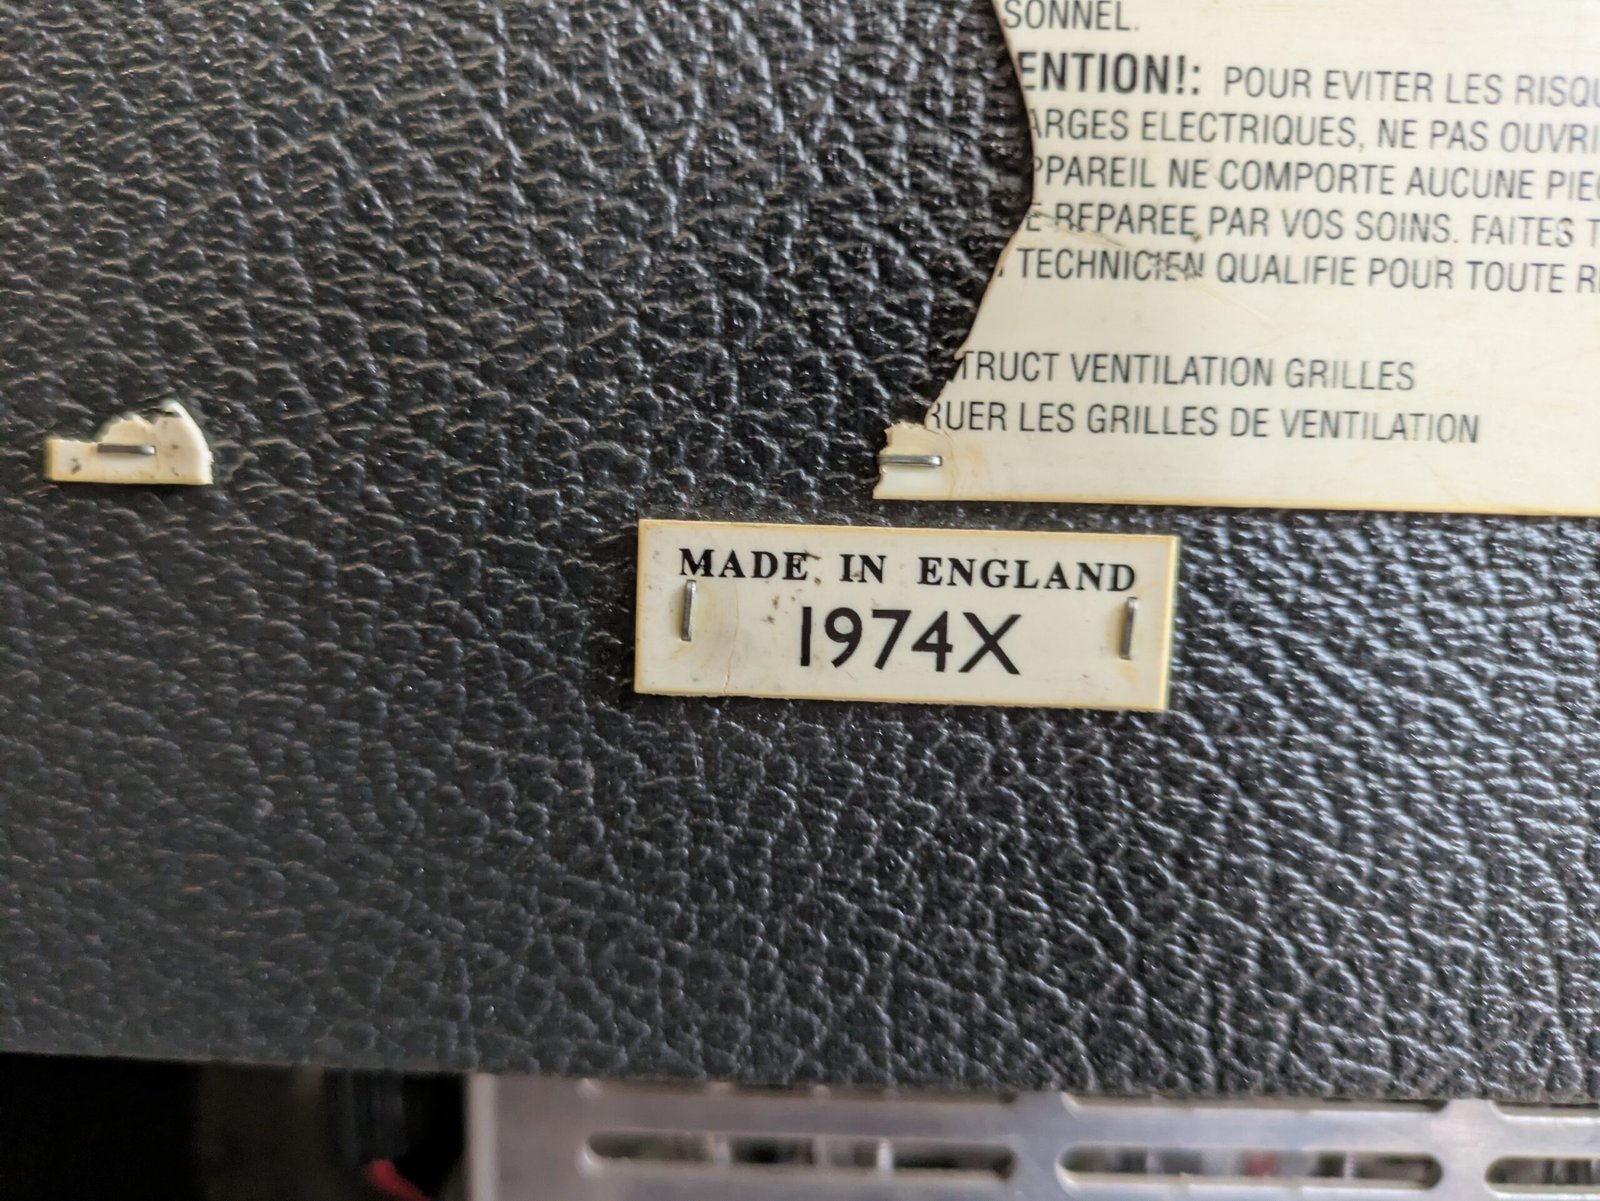 SONNEL.
ENTION!: POUR EVITER LES RISQU
ARGES ELECTRIQUES, NE PAS OUVRI
PPAREIL NE COMPORTE AUCUNE PIEC
E REPAREE PAR VOS SOINS. FAITES T
TECHNICIEN QUALIFIE POUR TOUTE R
TRUCT VENTILATION GRILLES
RUER LES GRILLES DE VENTILATION
MADE IN ENGLAND
1974X